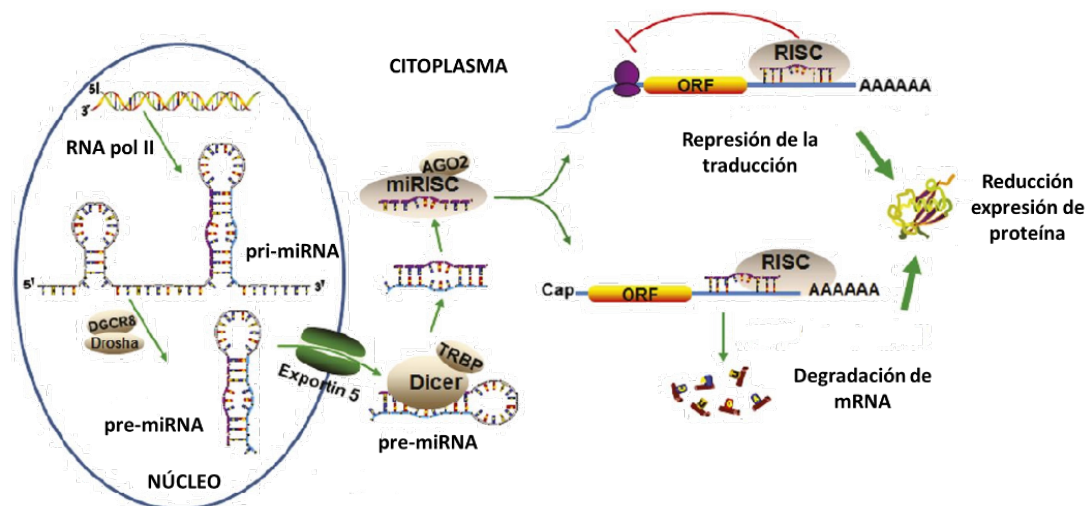 5'
3'
RNA pol II
pri-miRNA
5'
3'
DGCR8
Drosha
pre-miRNA
NÚCLEO
Exportin 5
CITOPLASMA
AGO2
miRISC
TRBP
Dicer
pre-miRNA
RISC
ORF
AAAAAA
Represión de la
traducción
RISC
Cap
ORF
AAAAAA
Degradación de
mRNA
Reducción
expresión de
proteína